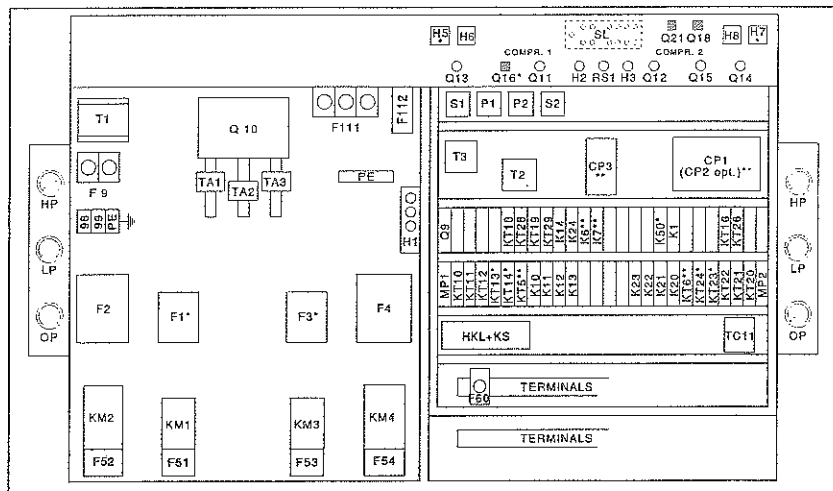 H5* H6 SL Q21 Q18 H8 H7*
COMPR. 1 COMPR. 2
Q13 Q16* Q11 H2 RS1 H3 Q12 Q15 Q14
T1 Q 10 F111 F112 S1 P1 P2 S2
F 9 TA1 TA2 TA3 PE T3 T2 CP3 ** CP1
(CP2 opt.)**
HP HP
98 99 PE H1 Q9 KT18 KT28 KT19 KT29 K14 K24 K6** K7** K50* K1 KT16 KT26
LP LP
MP1 KT10 KT11 KT12 KT13* KT14* KT5** K10 K11 K12 K13 K23 K22 K21 K20 KT6** KT24* KT23* KT22 KT21 KT20 MP2
F2 F1* F3* F4
OP HKL+KS TC11 OP
F60 TERMINALS
KM2 KM1 KM3 KM4
TERMINALS
F52 F51 F53 F54